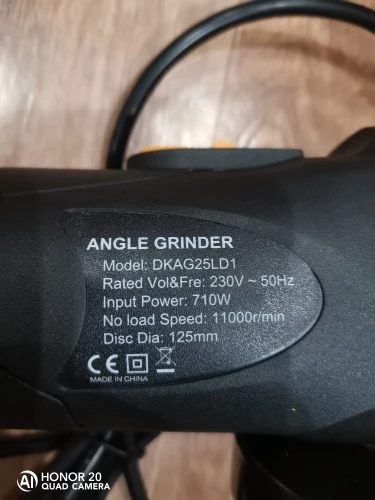 ANGLE GRINDER
Model: DKAG25LD1
Rated Vol&Fre: 230V ~ 50Hz
Input Power: 710W
No load Speed: 11000r/min
Disc Dia: 125mm
CE
MADE IN CHINA
AI HONOR 20
QUAD CAMERA